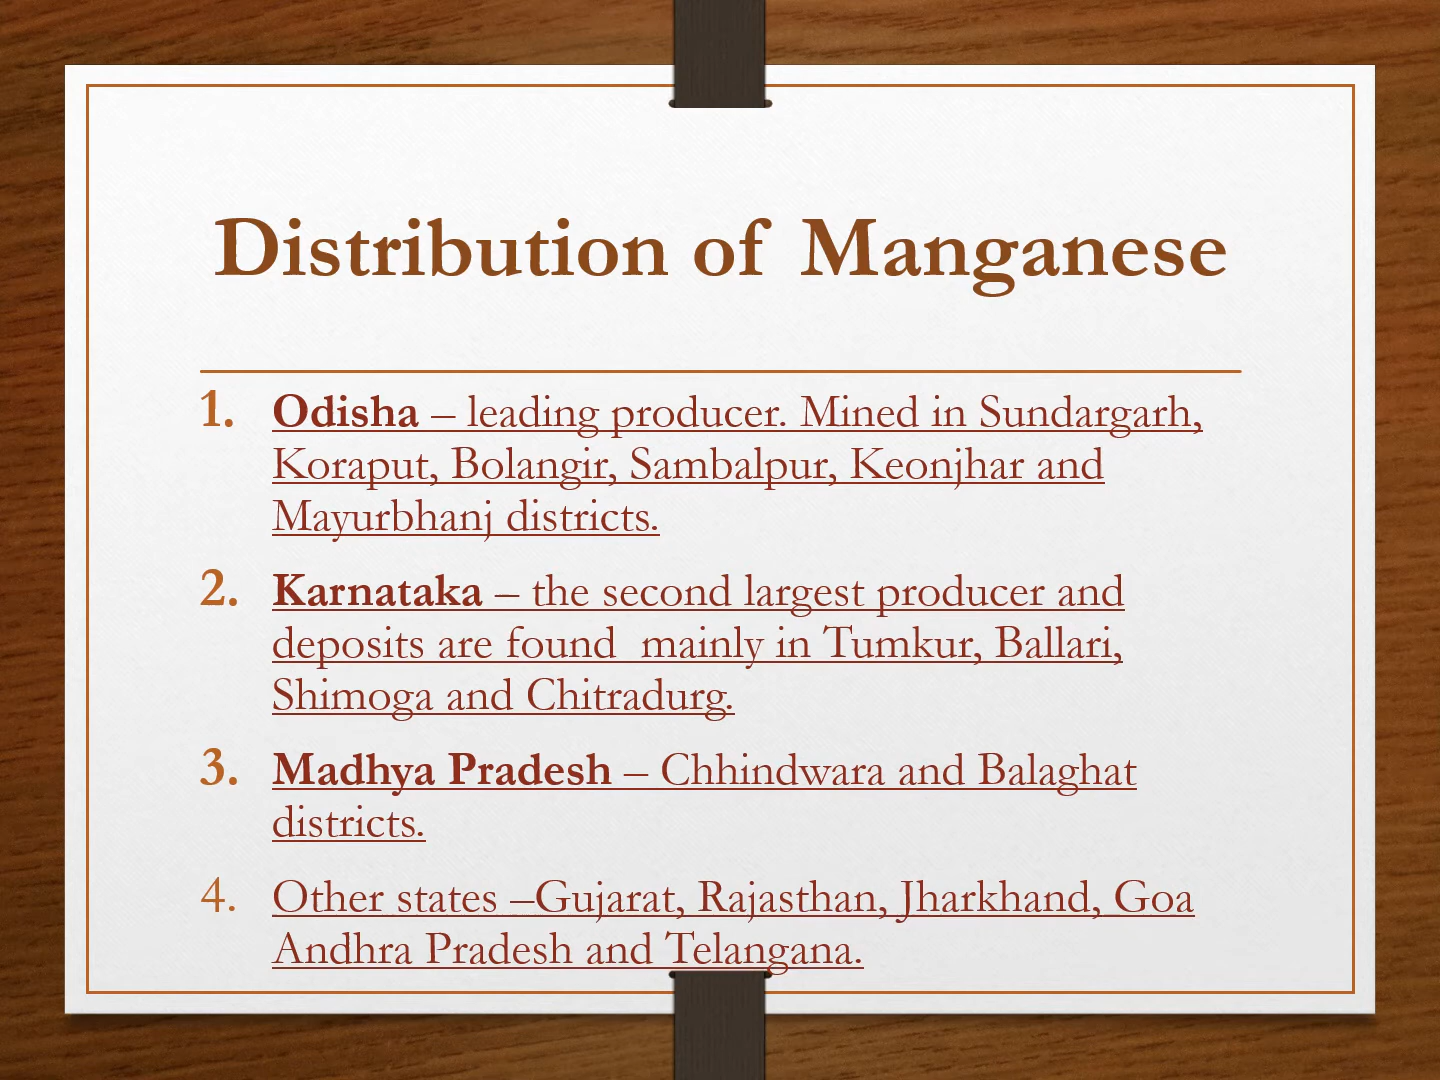 Distribution of Manganese
1. Odisha – leading producer. Mined in Sundargarh,
Koraput, Bolangir, Sambalpur, Keonjhar and
Mayurbhanj districts.
2. Karnataka – the second largest producer and
deposits are found  mainly in Tumkur, Ballari,
Shimoga and Chitradurg.
3. Madhya Pradesh – Chhindwara and Balaghat
districts.
4. Other states –Gujarat, Rajasthan, Jharkhand, Goa
Andhra Pradesh and Telangana.